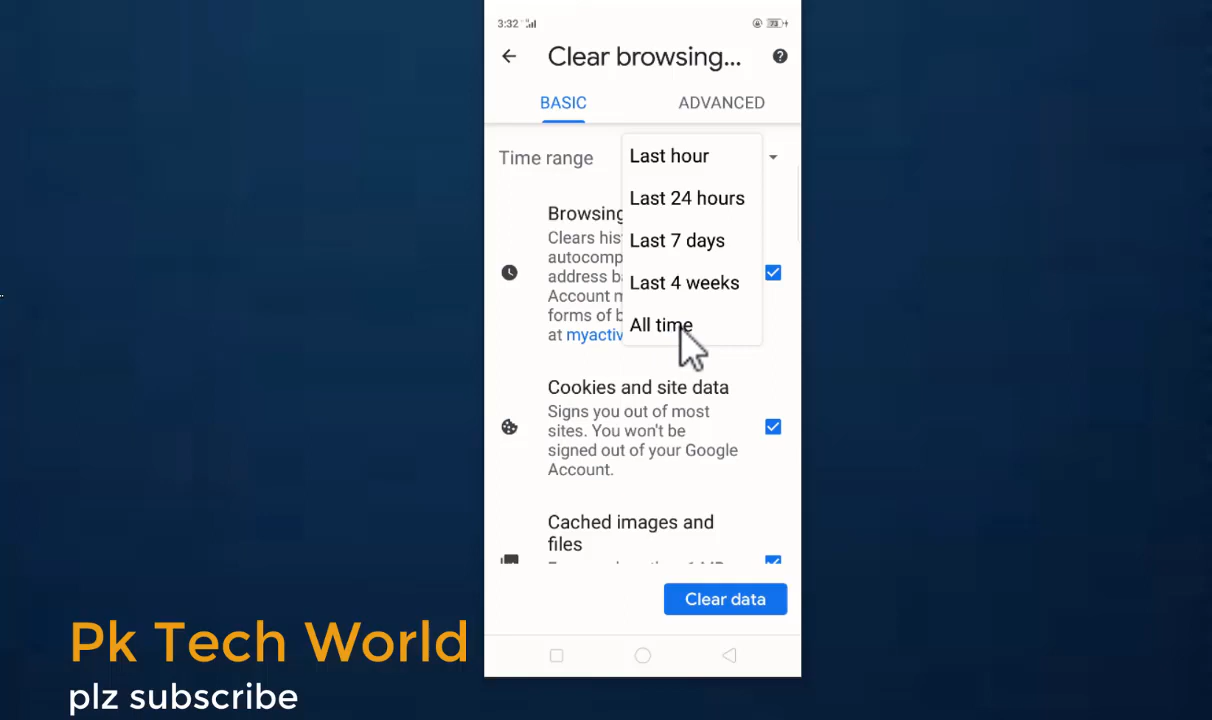 3:32
73
Clear browsing...
BASIC
ADVANCED
Time range
Last hour
Last 24 hours
Last 7 days
Last 4 weeks
All time
Browsing
Clears his
autocomp
address ba
Account m
forms of b
at myactiv
Cookies and site data
Signs you out of most
sites. You won't be
signed out of your Google
Account.
Cached images and
files
Clear data
Pk Tech World
plz subscribe